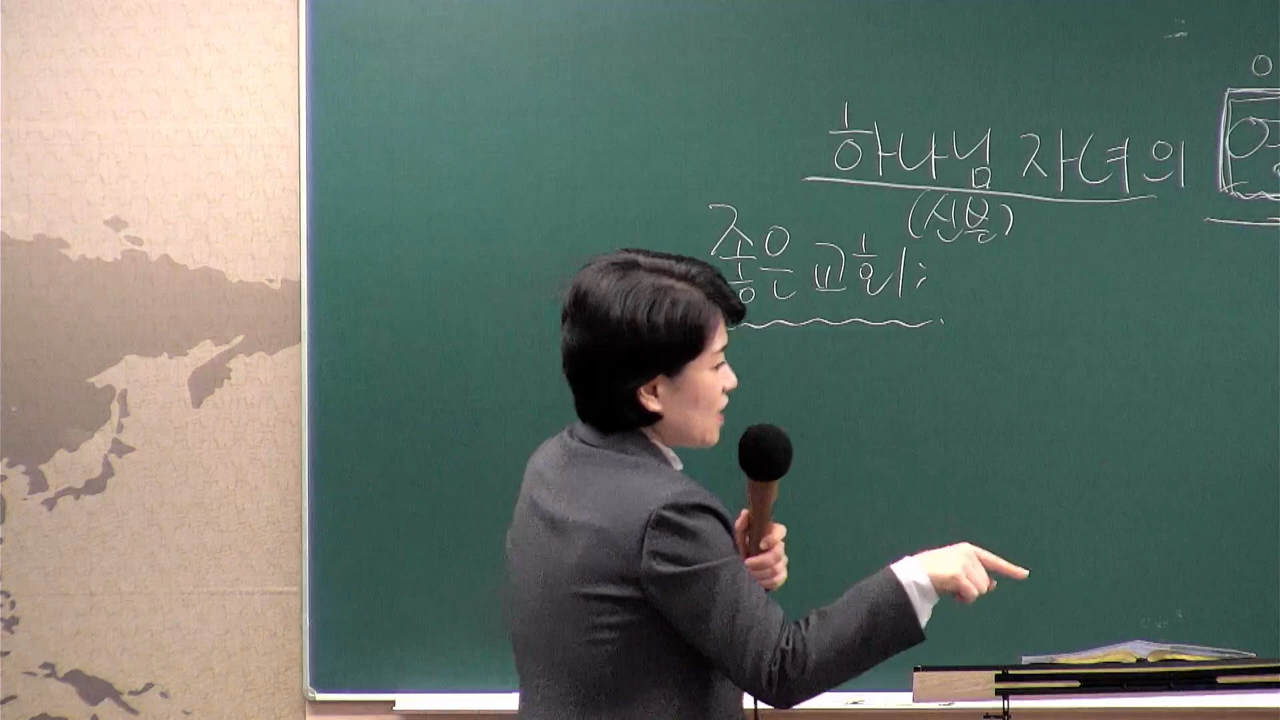 하나님 자녀의
(신분)
좋은 교회;